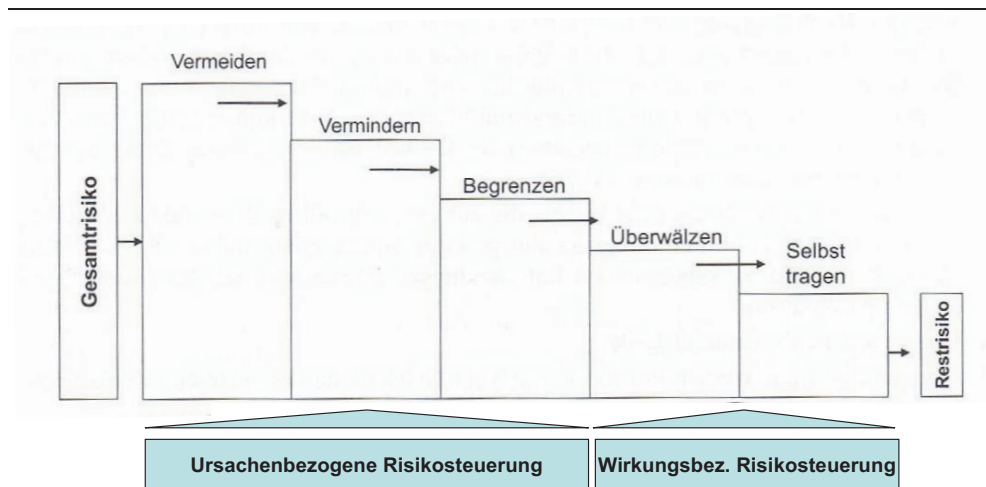 Gesamtrisiko
Vermeiden
Vermindern
Begrenzen
Überwälzen
Selbst
tragen
Restrisiko
Ursachenbezogene Risikosteuerung
Wirkungsbez. Risikosteuerung